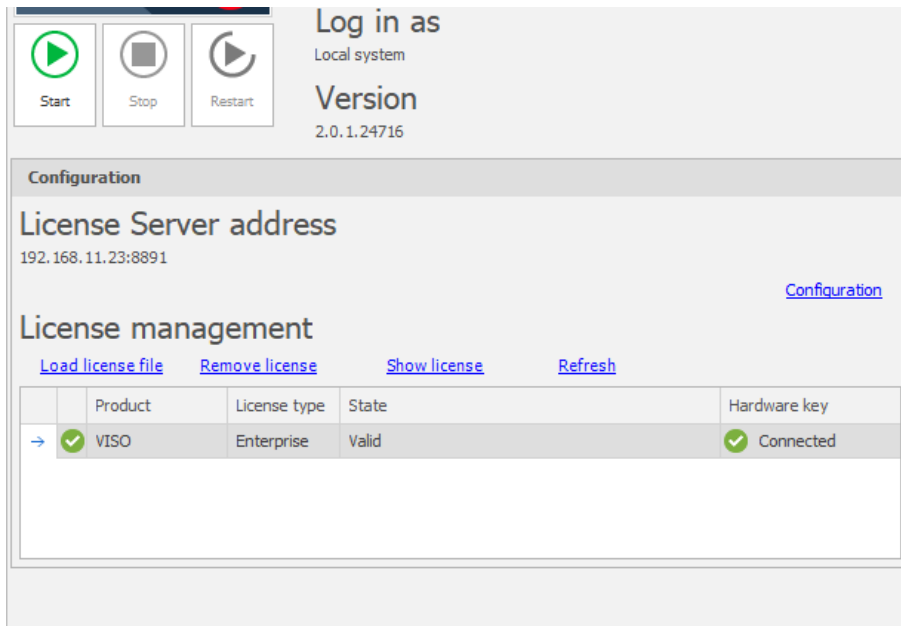 Log in as
Local system
Start
Stop
Restart
Version
2.0.1.24716
Configuration
License Server address
192.168.11.23:8891
Configuration
License management
Load license file Remove license Show license Refresh
Product License type State Hardware key
VISO Enterprise Valid Connected